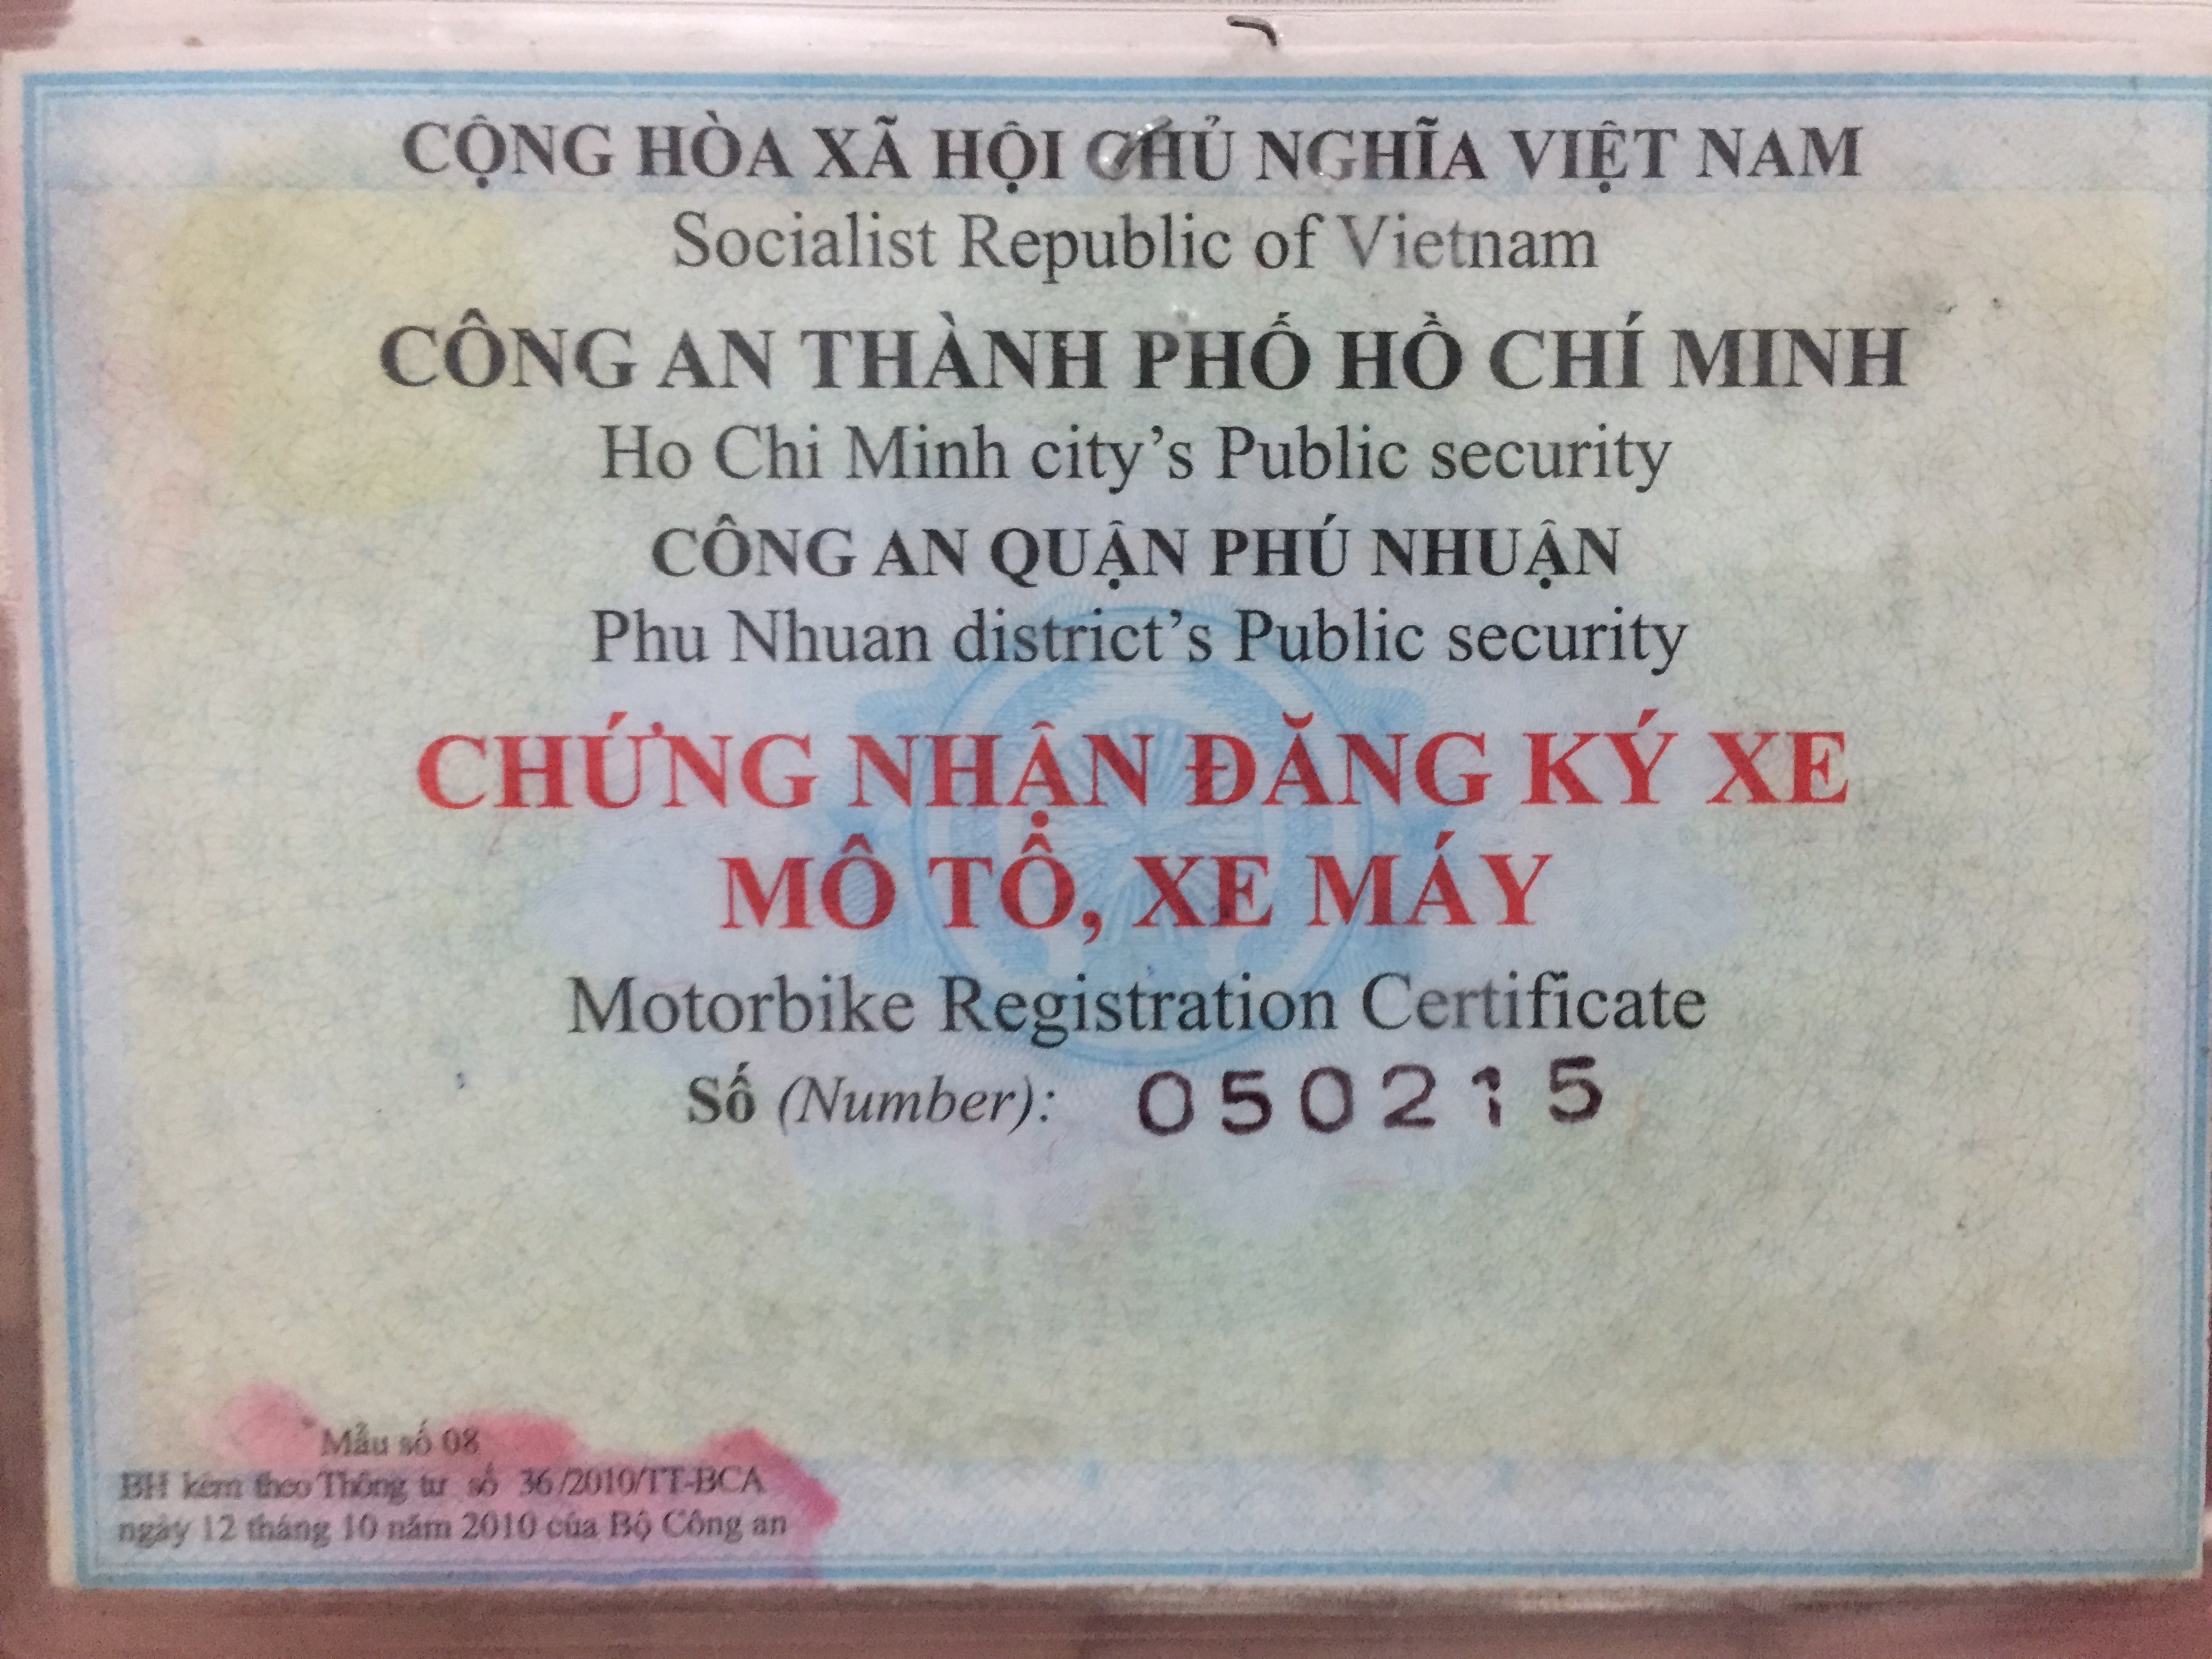 CỘNG HÒA XÃ HỘI CHỦ NGHĨA VIỆT NAM
Socialist Republic of Vietnam
CÔNG AN THÀNH PHỐ HỒ CHÍ MINH
Ho Chi Minh city’s Public security
CÔNG AN QUẬN PHÚ NHUẬN
Phu Nhuan district’s Public security
CHỨNG NHẬN ĐĂNG KÝ XE
MÔ TÔ, XE MÁY
Motorbike Registration Certificate
Số (Number): 050215
Mẫu số 08
BH kèm theo Thông tư số 36/2010/TT-BCA
ngày 12 tháng 10 năm 2010 của Bộ Công an